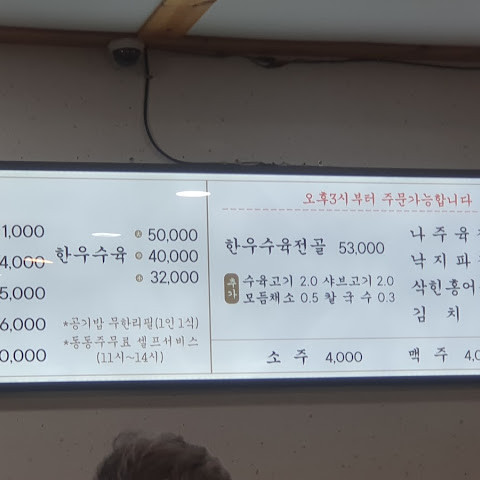 1,000
4,000
5,000
6,000
0,000
한우수육
50,000
40,000
32,000
*공기밥 무한리필(1인 1식)
*동동주무료 셀프서비스
(11시~14시)
오후3시부터 주문가능합니다
한우수육전골 53,000
추가
수육고기 2.0 샤브고기 2.0
모듬채소 0.5 칼국수 0.3
나주육
낙지파
삭힌홍어
김치
소주 4,000
맥주 4,0